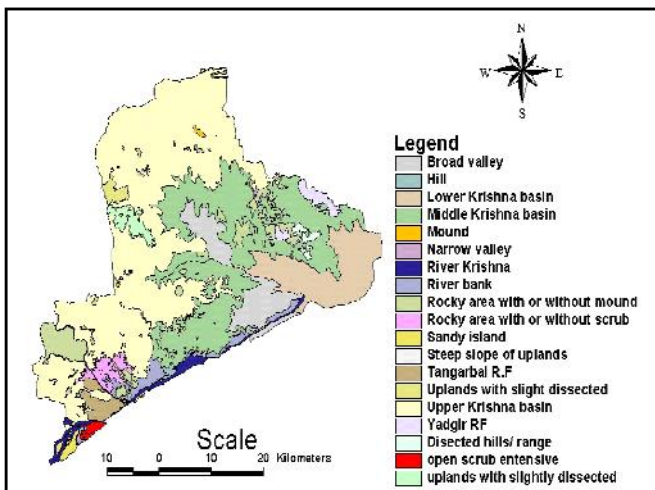 N
W E
S
Legend
Broad valley
Hill
Lower Krishna basin
Middle Krishna basin
Mound
Narrow valley
River Krishna
River bank
Rocky area with or without mound
Rocky area with or without scrub
Sandy island
Steep slope of uplands
Tangarbal R.F
Uplands with slight dissected
Upper Krishna basin
Yadgir RF
Disected hills/ range
open scrub entensive
uplands with slightly dissected
Scale
10 0 10 20 Kilometers